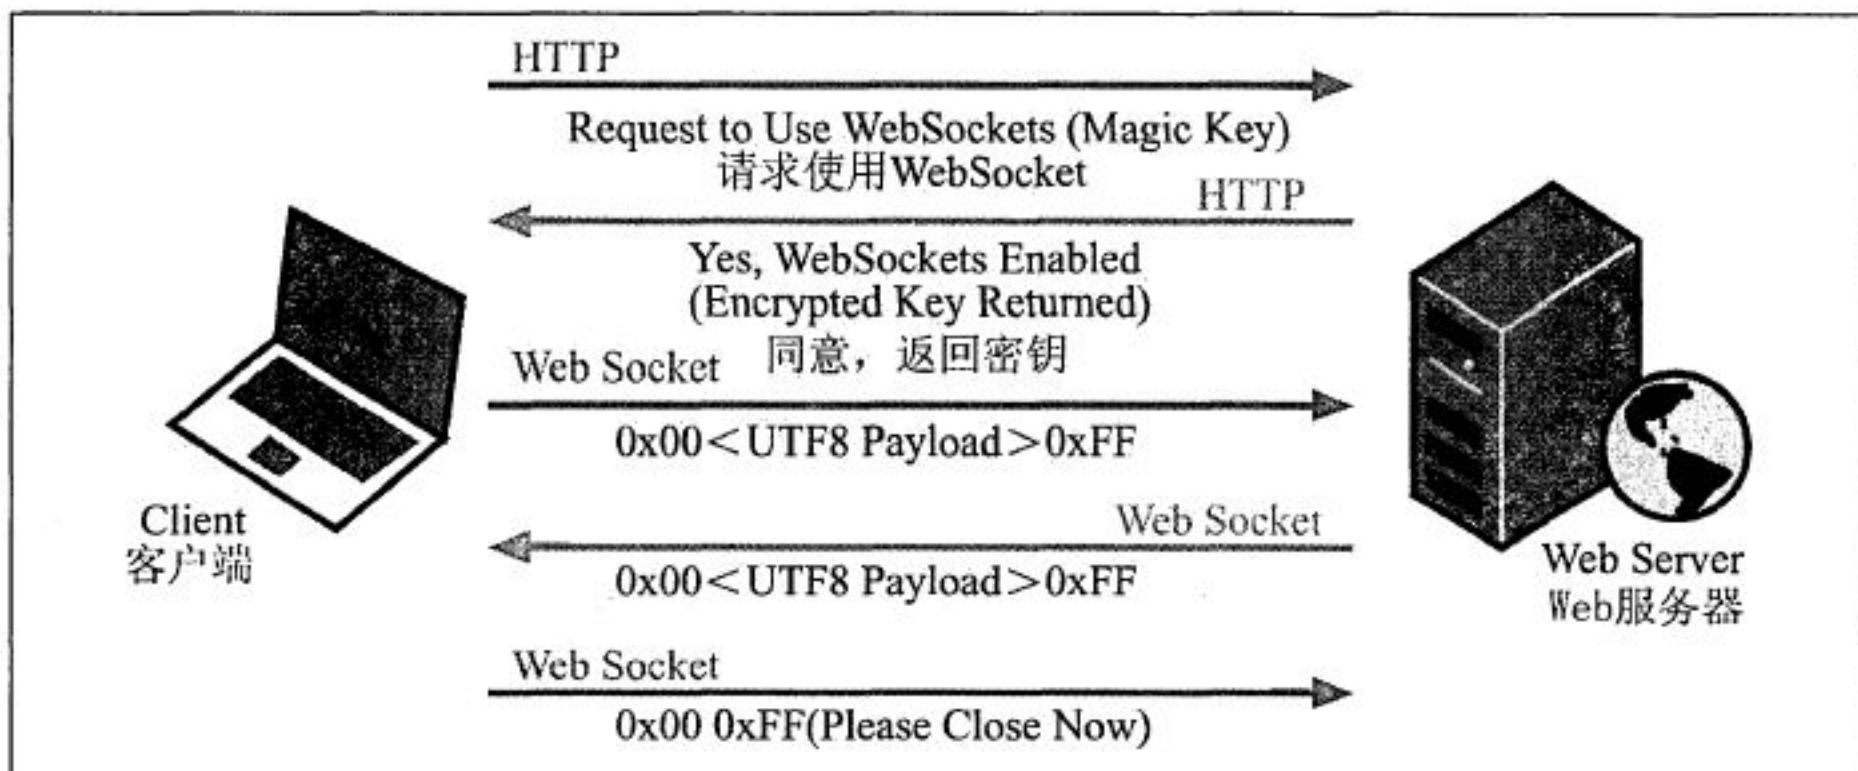 HTTP
Request to Use WebSockets (Magic Key)
请求使用WebSocket
HTTP
Yes, WebSockets Enabled
(Encrypted Key Returned)
同意，返回密钥
Web Socket
0x00<UTF8 Payload>0xFF
Web Socket
0x00<UTF8 Payload>0xFF
Web Socket
0x00 0xFF(Please Close Now)
Client
客户端
Web Server
Web服务器